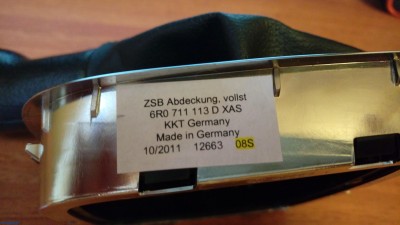 ZSB Abdeckung, vollst
6R0 711 113 D XAS
KKT Germany
Made in Germany
10/2011 12663 08S